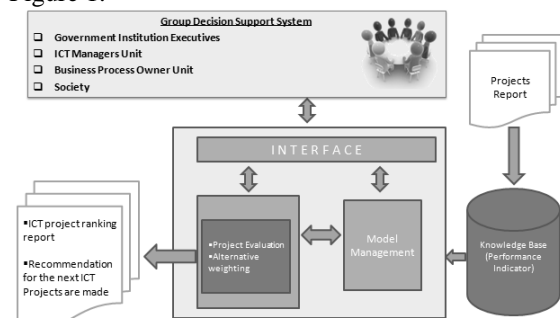 Figure 1.
Group Decision Support System
❑ Government Institution Executives
❑ ICT Managers Unit
❑ Business Process Owner Unit
❑ Society
Projects
Report
INTERFACE
▪ICT project ranking
report
▪Recommendation
for the next ICT
Projects are made
▪Project Evaluation
▪Alternative
weighting
Model
Management
Knowledge Base
(Performance
Indicator)